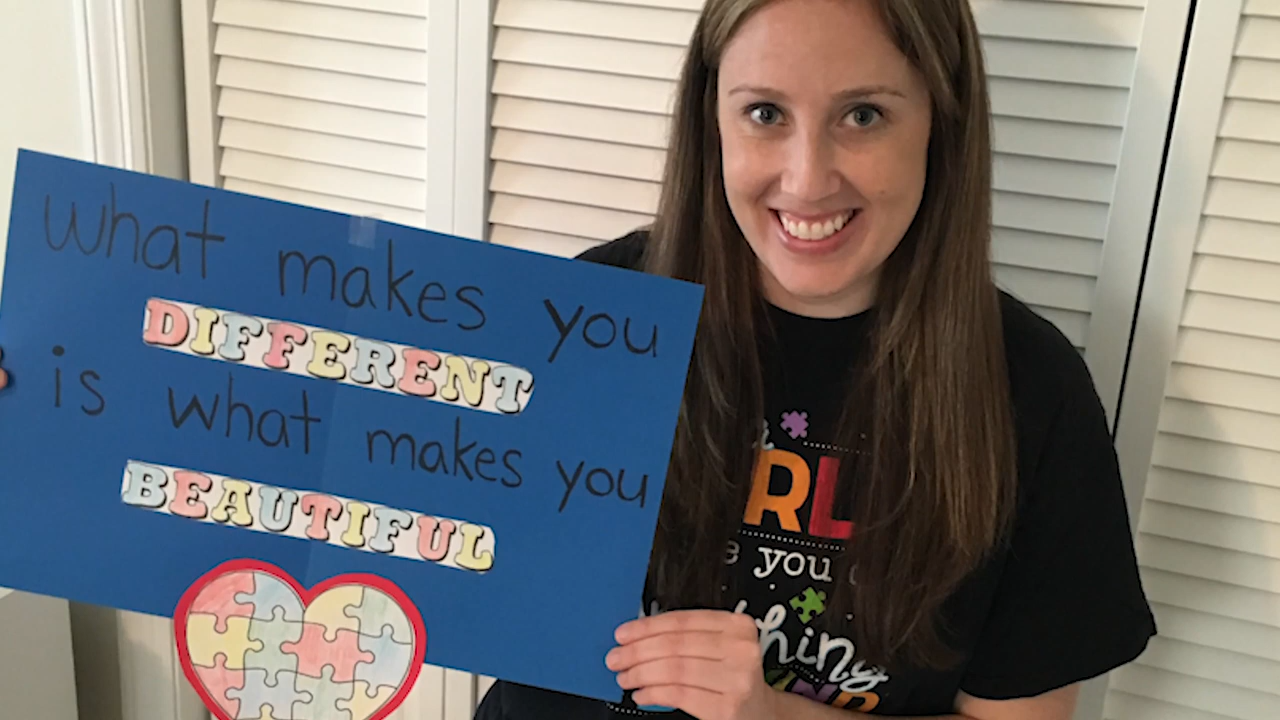 what makes you
DIFFERENT
is what makes you
BEAUTIFUL
you